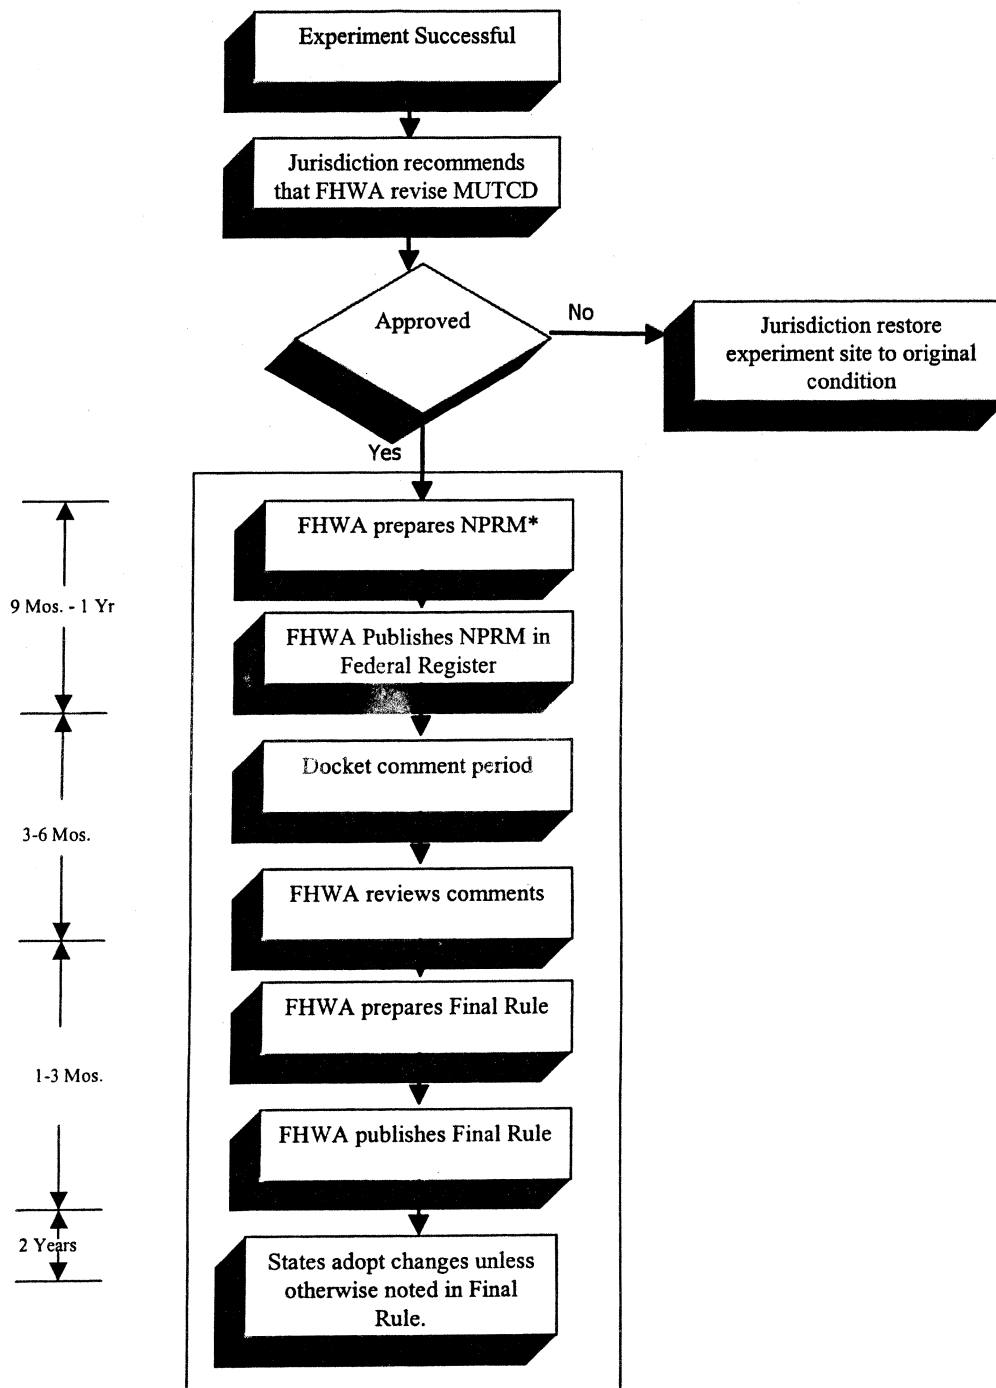 Experiment Successful
Jurisdiction recommends
that FHWA revise MUTCD
Approved
No
Jurisdiction restore
experiment site to original
condition
Yes
FHWA prepares NPRM*
9 Mos. - 1 Yr
FHWA Publishes NPRM in
Federal Register
Docket comment period
3-6 Mos.
FHWA reviews comments
FHWA prepares Final Rule
1-3 Mos.
FHWA publishes Final Rule
2 Years
States adopt changes unless
otherwise noted in Final
Rule.